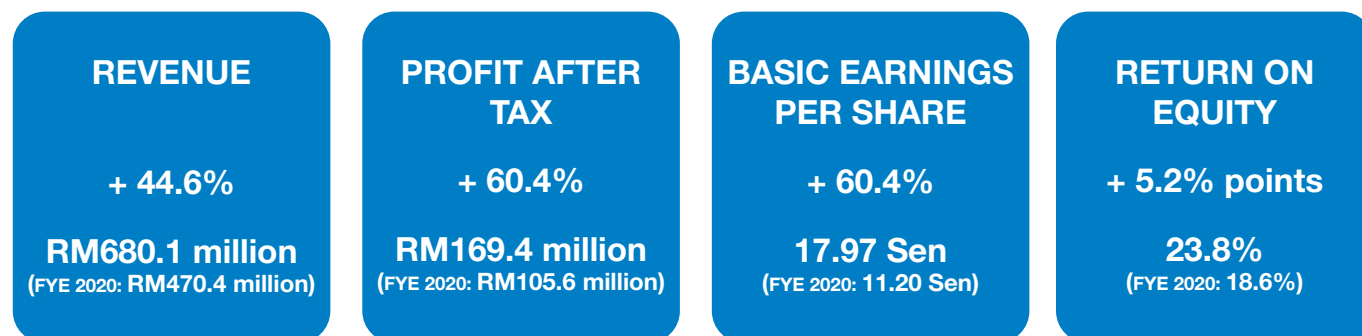 REVENUE
+ 44.6%
RM680.1 million
(FYE 2020: RM470.4 million)
PROFIT AFTER
TAX
+ 60.4%
RM169.4 million
(FYE 2020: RM105.6 million)
BASIC EARNINGS
PER SHARE
+ 60.4%
17.97 Sen
(FYE 2020: 11.20 Sen)
RETURN ON
EQUITY
+ 5.2% points
23.8%
(FYE 2020: 18.6%)